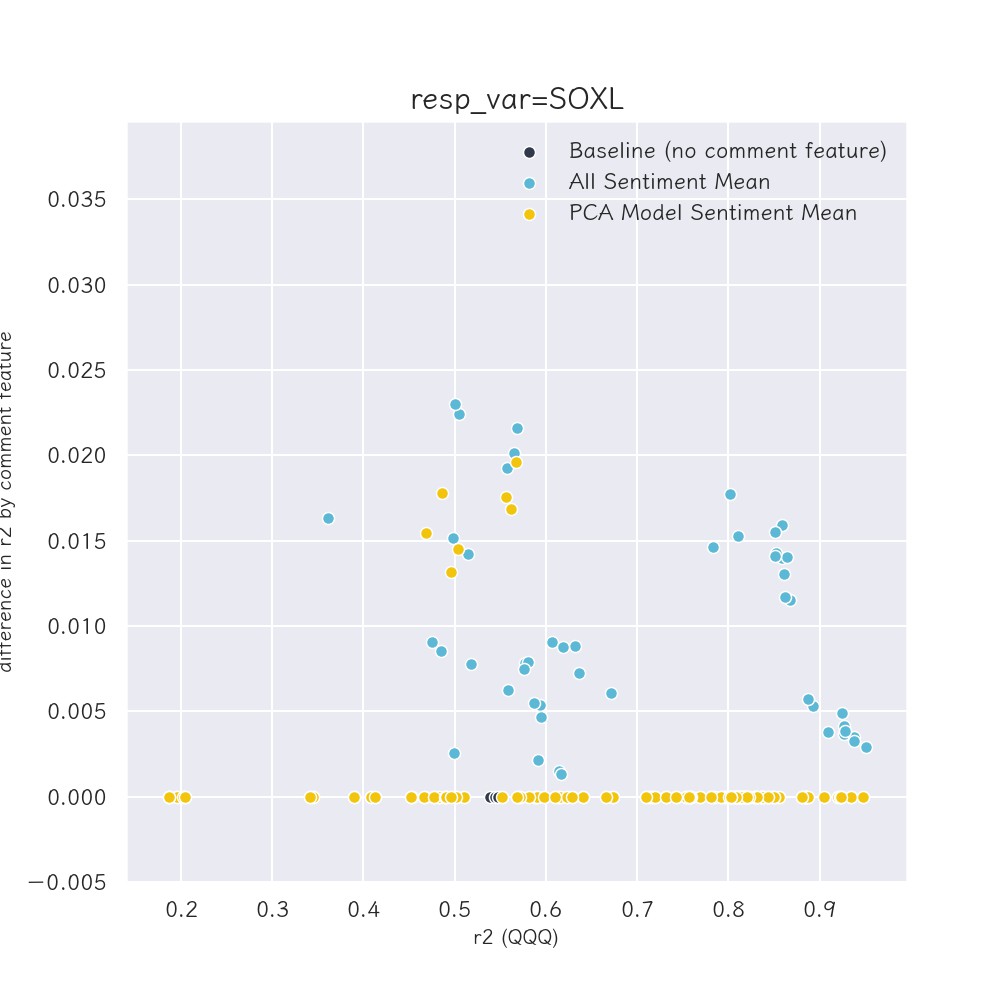 resp_var=SOXL
Baseline (no comment feature)
All Sentiment Mean
PCA Model Sentiment Mean
difference in r2 by comment feature
0.035
0.030
0.025
0.020
0.015
0.010
0.005
0.000
−0.005
0.2 0.3 0.4 0.5 0.6 0.7 0.8 0.9
r2 (QQQ)